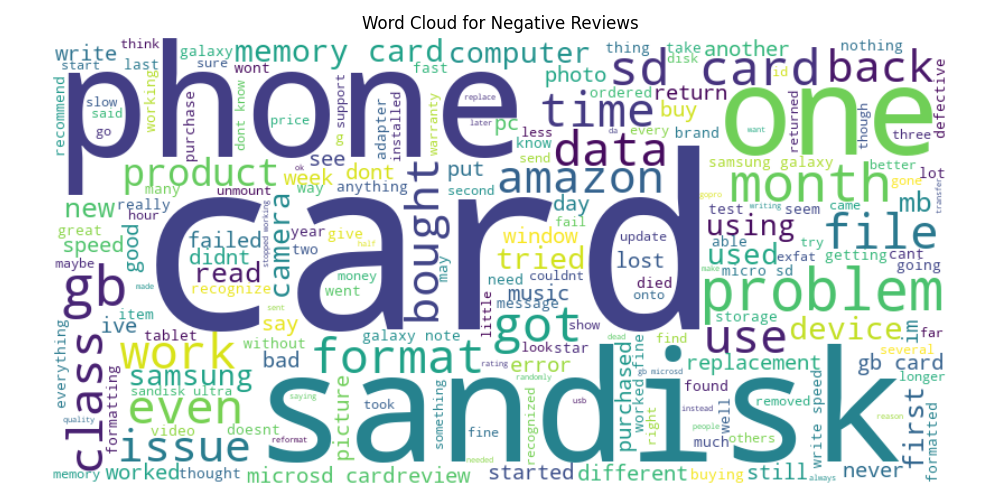 Word Cloud for Negative Reviews
write
think
galaxy
memory card
computer
thing
take
another
nothing
start
last
sure
wont
fast
disk
sd card
back
phone
one
slow
said
go
working
purchase
dont know
price
support
g
adapter
installed
warranty
replace
later
pc
less
know
photo
ordered
id
return
time
buy
every
brand
da
want
returned
though
three
defective
recommend
product
week
dont
see
put
data
send
amazon
samsung galaxy
better
month
gone
lot
many
unmount
way
anything
ok
second
day
gopro
writing
came
mb
transfer
new
really
hour
great
speed
good
failed
didnt
camera
stopped working
year
two
give
half
bought
may
card
window
fail
tried
update
lost
test
seem
using
able
try
file
used
exfat
getting
cant
going
micro sd
maybe
gb
made
read
recognize
say
sent
money
went
need
couldnt
message
music
little
died
onto
make
problem
storage
item
ive
tablet
without
galaxy note
got
show
dead
find
use
device
im
far
several
everything
class
formatting
work
samsung
sandisk ultra
bad
format
look
star
error
rating
randomly
purchased
worked fine
gb microsd
replacement
found
removed
gb card
longer
even
saying
picture
took
something
recognized
usb
sandisk
right
instead
people
much
well
others
write speed
reason
first
formatted
quality
issue
video
doesnt
reformat
fine
needed
memory
worked
thought
microsd card
review
started
different
buying
still
always
never